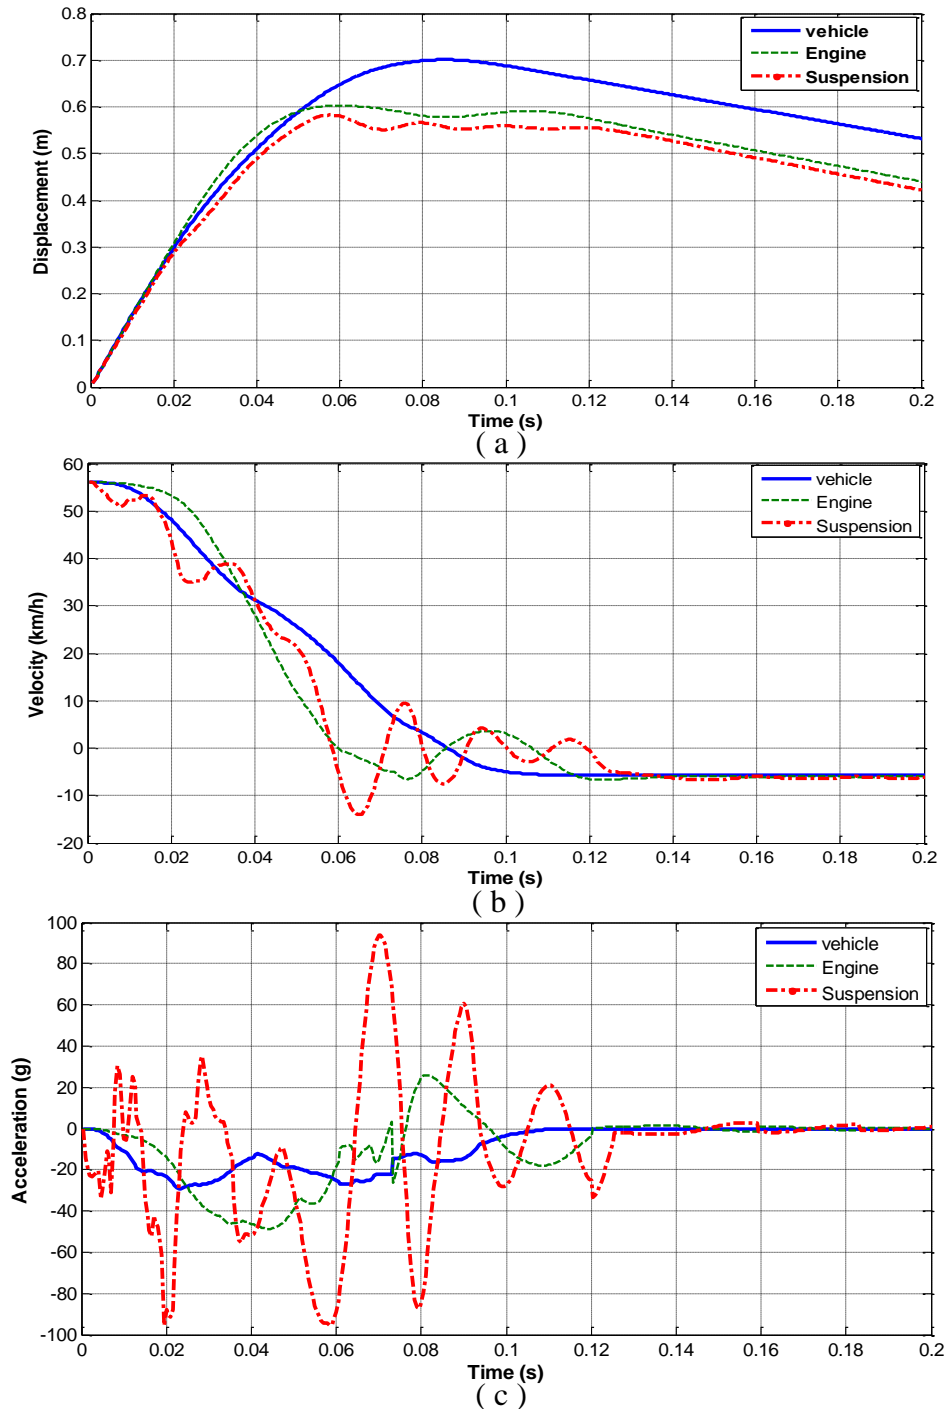 0.8
0.7
0.6
0.5
0.4
0.3
0.2
0.1
0
Displacement (m)
vehicle
Engine
Suspension
0 0.02 0.04 0.06 0.08 0.1 0.12 0.14 0.16 0.18 0.2
Time (s)
( a )
60
50
40
30
20
10
0
-10
-20
Velocity (km/h)
vehicle
Engine
Suspension
0 0.02 0.04 0.06 0.08 0.1 0.12 0.14 0.16 0.18 0.2
Time (s)
( b )
100
80
60
40
20
0
-20
-40
-60
-80
-100
Acceleration (g)
vehicle
Engine
Suspension
0 0.02 0.04 0.06 0.08 0.1 0.12 0.14 0.16 0.18 0.2
Time (s)
( c )